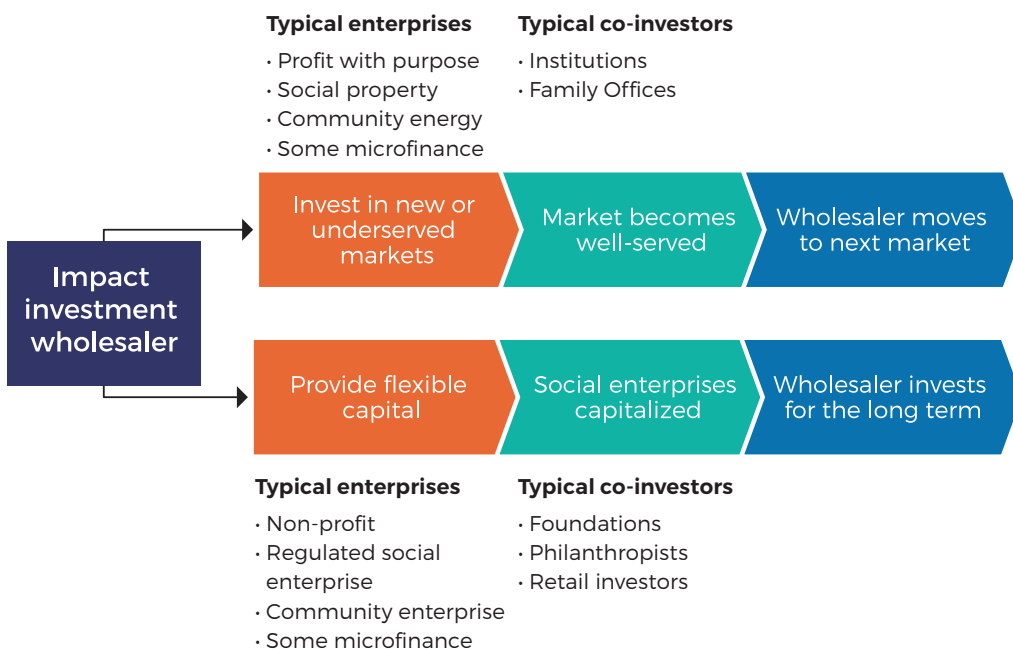 Typical enterprises
• Profit with purpose
• Social property
• Community energy
• Some microfinance
Typical co-investors
• Institutions
• Family Offices
Impact
investment
wholesaler
Invest in new or
underserved
markets
Market becomes
well-served
Wholesaler moves
to next market
Provide flexible
capital
Social enterprises
capitalized
Wholesaler invests
for the long term
Typical enterprises
• Non-profit
• Regulated social
enterprise
• Community enterprise
• Some microfinance
Typical co-investors
• Foundations
• Philanthropists
• Retail investors